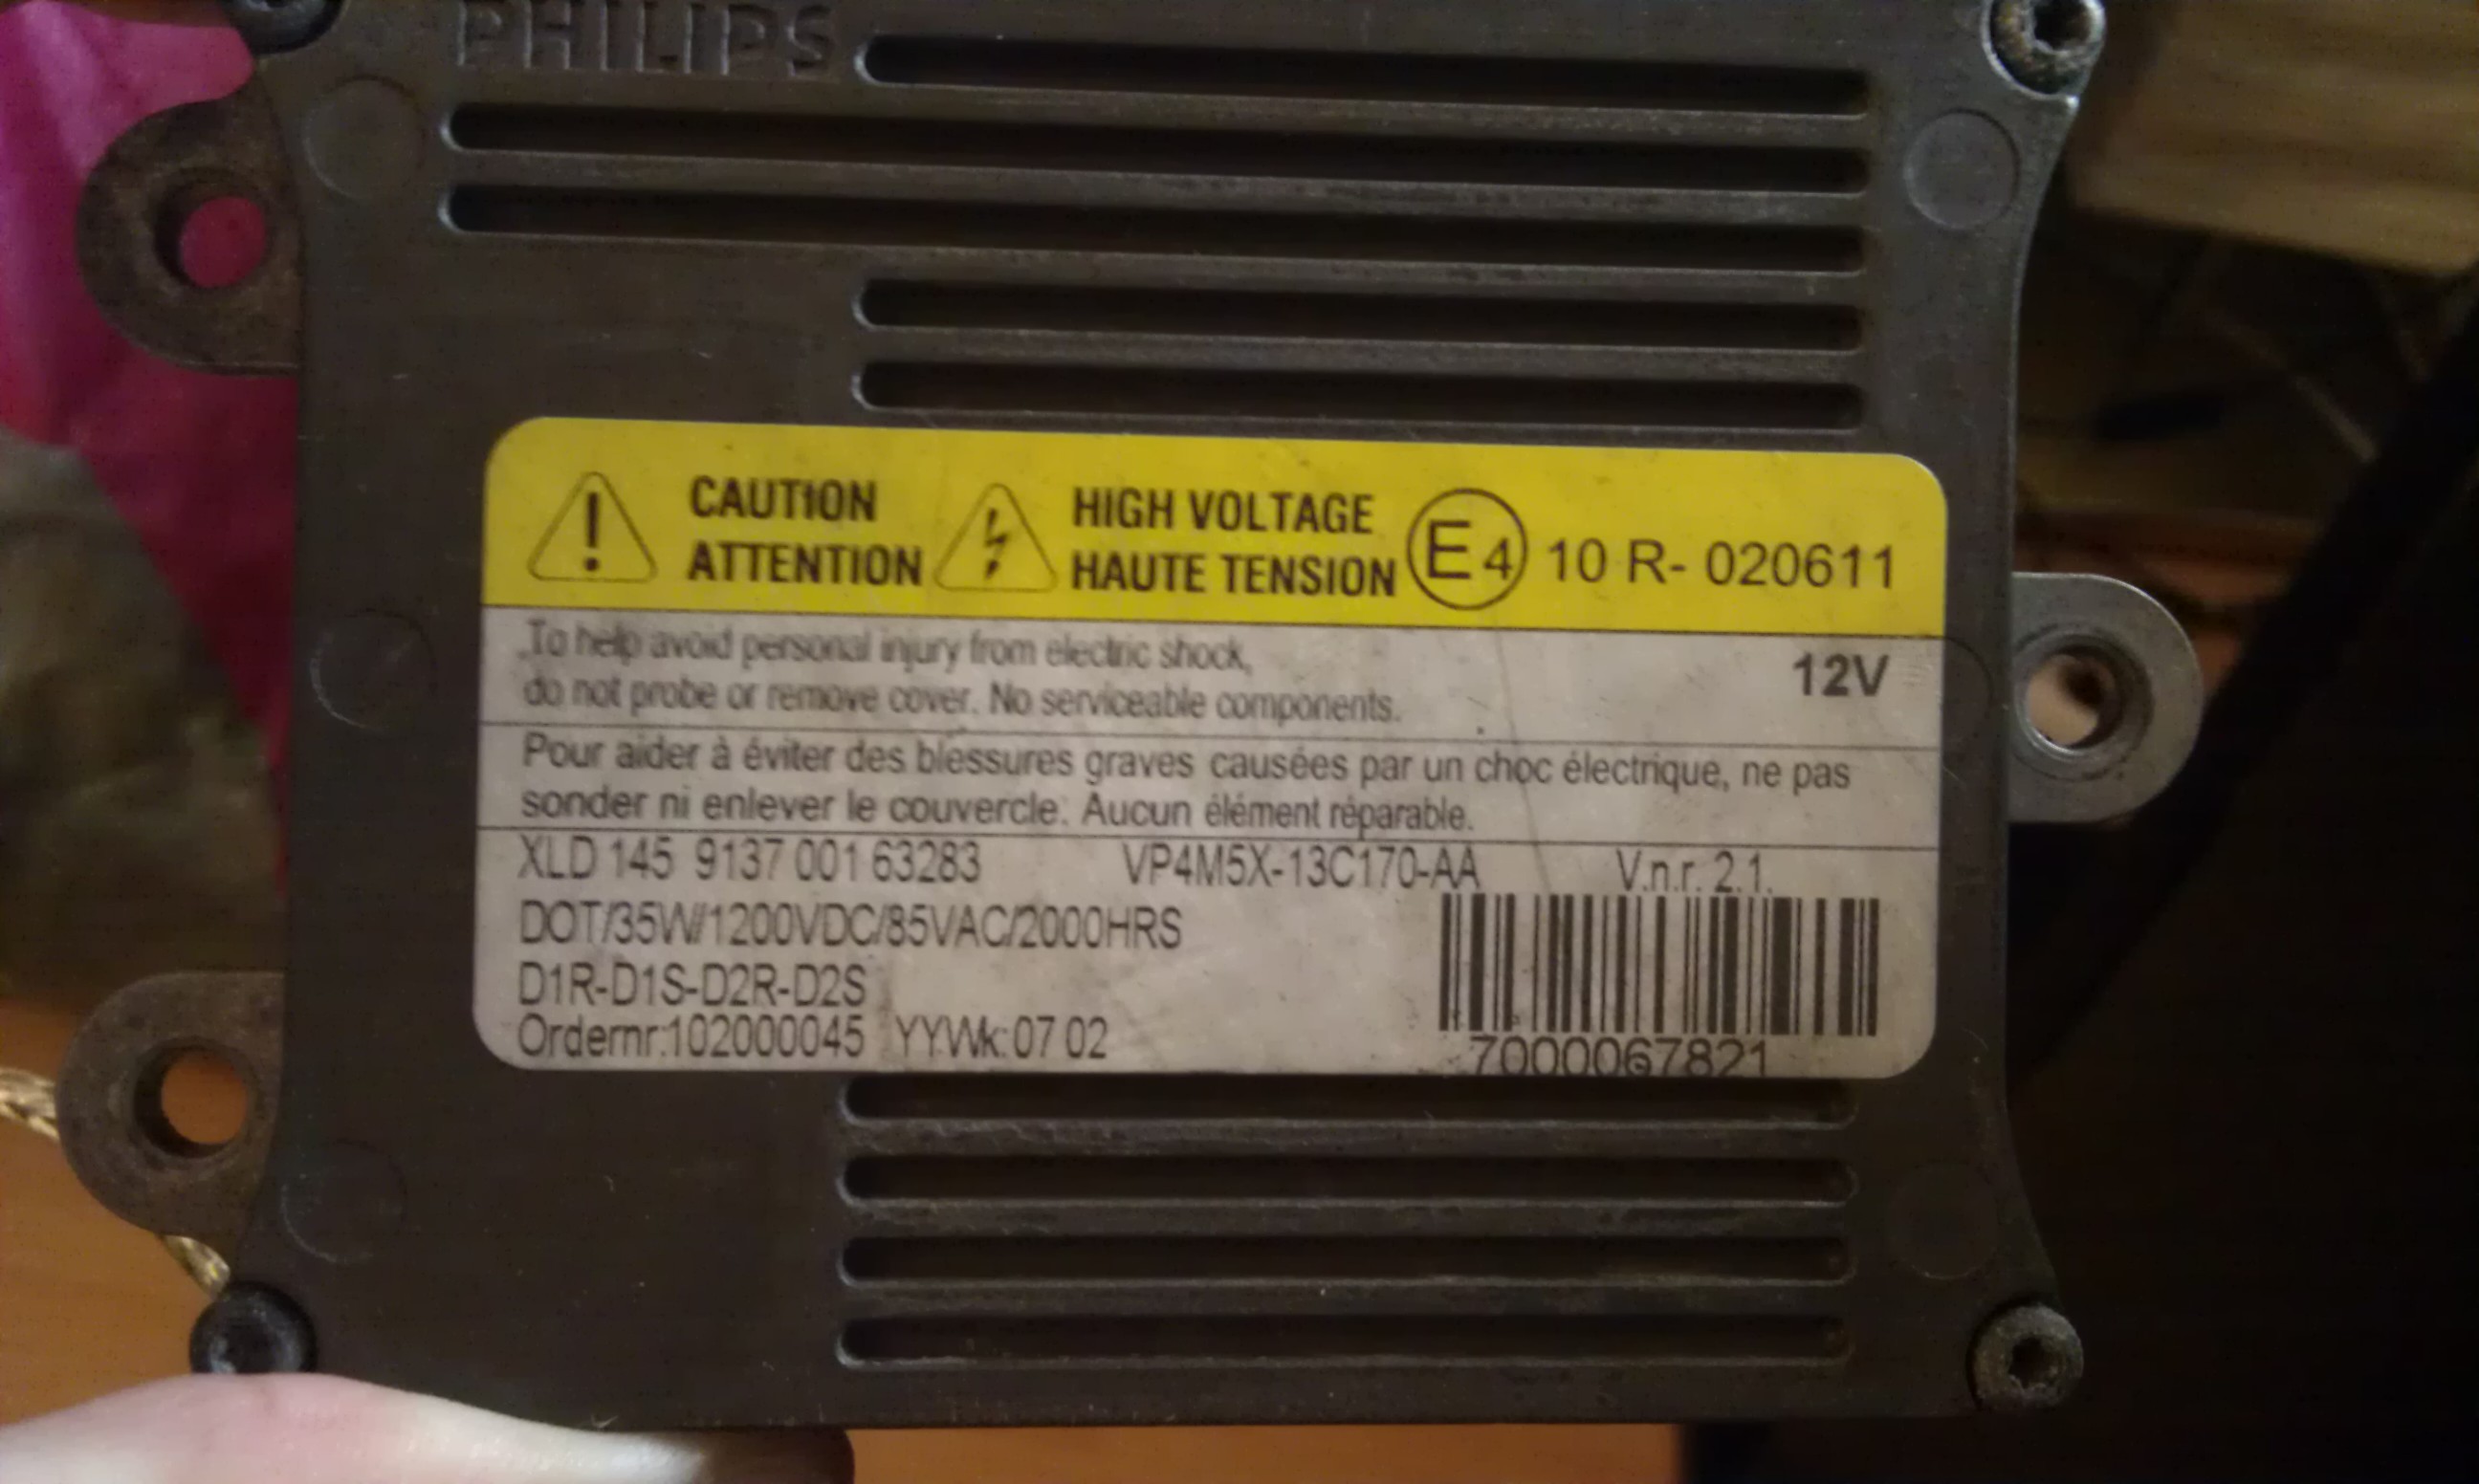 PHILIPS
CAUTION
ATTENTION
HIGH VOLTAGE
HAUTE TENSION
E4 10 R- 020611
To help avoid personal injury from electric shock,
do not probe or remove cover. No serviceable components.
12V
Pour aider à éviter des blessures graves causées par un choc électrique, ne pas
sonder ni enlever le couvercle. Aucun élément réparable.
XLD 145 9137 001 63283 VP4M5X-13C170-AA V.n.r. 2.1.
DOT/35W/1200VDC/85VAC/2000HRS
D1R-D1S-D2R-D2S
Ordernr:102000045 YYWk:07 02
7000067821